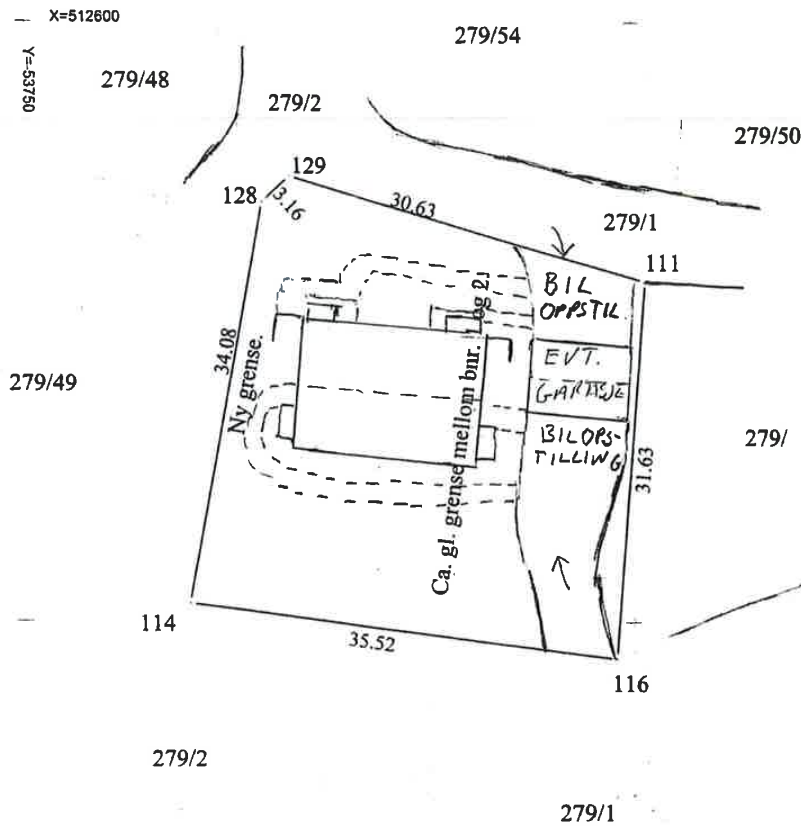 X=512600
Y=-53750
279/54
279/48
279/2
279/50
129
128
3.16
30.63
279/1
111
BIL
OPPSTIL.
34.08
Ny grense.
EVT.
279/49
Ca. gl. grense mellom bnr. og 2.
BILOPS-
TILLING
279/
31.63
114
35.52
116
279/2
279/1